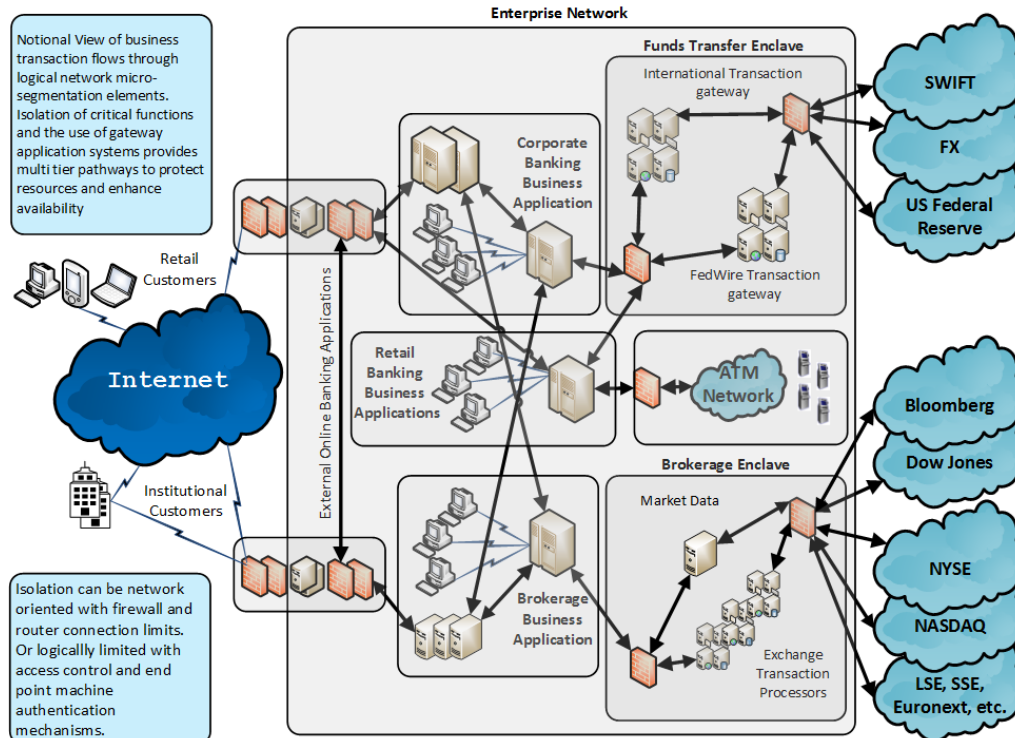 Enterprise Network
Notional View of business
transaction flows through
logical network micro-
segmentation elements.
Isolation of critical functions
and the use of gateway
application systems provides
multi tier pathways to protect
resources and enhance
availability
Funds Transfer Enclave
International Transaction
gateway
SWIFT
FX
US Federal
Reserve
Corporate
Banking
Business
Application
FedWire Transaction
gateway
Retail
Customers
Internet
External Online Banking Applications
Retail
Banking
Business
Applications
ATM
Network
Bloomberg
Dow Jones
Institutional
Customers
Brokerage Enclave
Market Data
NYSE
NASDAQ
LSE, SSE,
Euronext, etc.
Brokerage
Business
Application
Exchange
Transaction
Processors
Isolation can be network
oriented with firewall and
router connection limits.
Or logically limited with
access control and end
point machine
authentication
mechanisms.